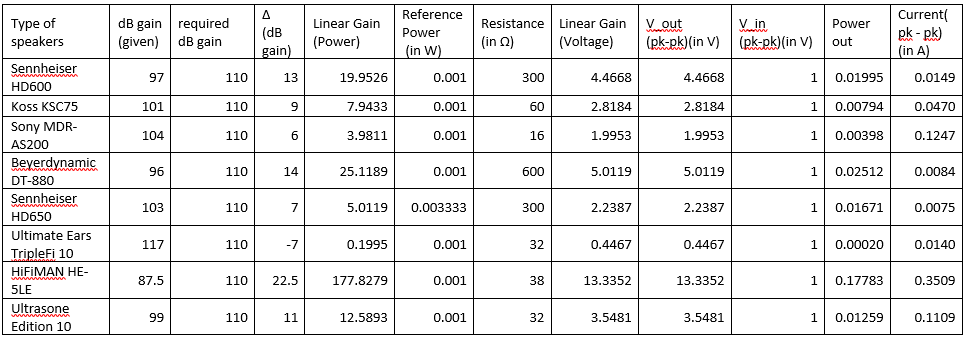 Type of speakers | dB gain (given) | required dB gain | Δ (dB gain) | Linear Gain (Power) | Reference Power (in W) | Resistance (in Ω) | Linear Gain (Voltage) | V_out (pk-pk)(in V) | V_in (pk-pk)(in V) | Power out | Current( pk - pk) (in A)
Sennheiser HD600 | 97 | 110 | 13 | 19.9526 | 0.001 | 300 | 4.4668 | 4.4668 | 1 | 0.01995 | 0.0149
Koss KSC75 | 101 | 110 | 9 | 7.9433 | 0.001 | 60 | 2.8184 | 2.8184 | 1 | 0.00794 | 0.0470
Sony MDR-AS200 | 104 | 110 | 6 | 3.9811 | 0.001 | 16 | 1.9953 | 1.9953 | 1 | 0.00398 | 0.1247
Beyerdynamic DT-880 | 96 | 110 | 14 | 25.1189 | 0.001 | 600 | 5.0119 | 5.0119 | 1 | 0.02512 | 0.0084
Sennheiser HD650 | 103 | 110 | 7 | 5.0119 | 0.003333 | 300 | 2.2387 | 2.2387 | 1 | 0.01671 | 0.0075
Ultimate Ears TripleFi 10 | 117 | 110 | -7 | 0.1995 | 0.001 | 32 | 0.4467 | 0.4467 | 1 | 0.00020 | 0.0140
HiFiMAN HE-5LE | 87.5 | 110 | 22.5 | 177.8279 | 0.001 | 38 | 13.3352 | 13.3352 | 1 | 0.17783 | 0.3509
Ultrasone Edition 10 | 99 | 110 | 11 | 12.5893 | 0.001 | 32 | 3.5481 | 3.5481 | 1 | 0.01259 | 0.1109